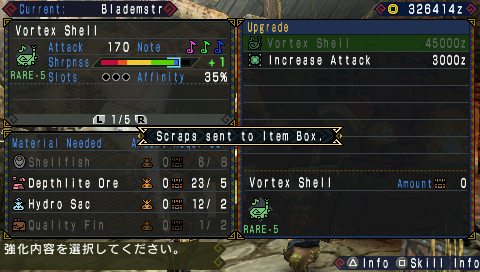 Current: Blademstr
326414z
Vortex Shell
Attack 170 Note
Shrpnss +1
RARE-5
Slots Affinity 35%
L 1/5 R
Upgrade
Vortex Shell 45000z
Increase Attack 3000z
Scraps sent to Item Box.
Material Needed
Shellfish 0 6/ 8
Depthlite Ore 0 23/ 5
Hydro Sac 0 12/ 2
Quality Fin 0 1/ 2
Vortex Shell Amount 0
RARE-5
強化内容を選択してください。
Info Skill Info